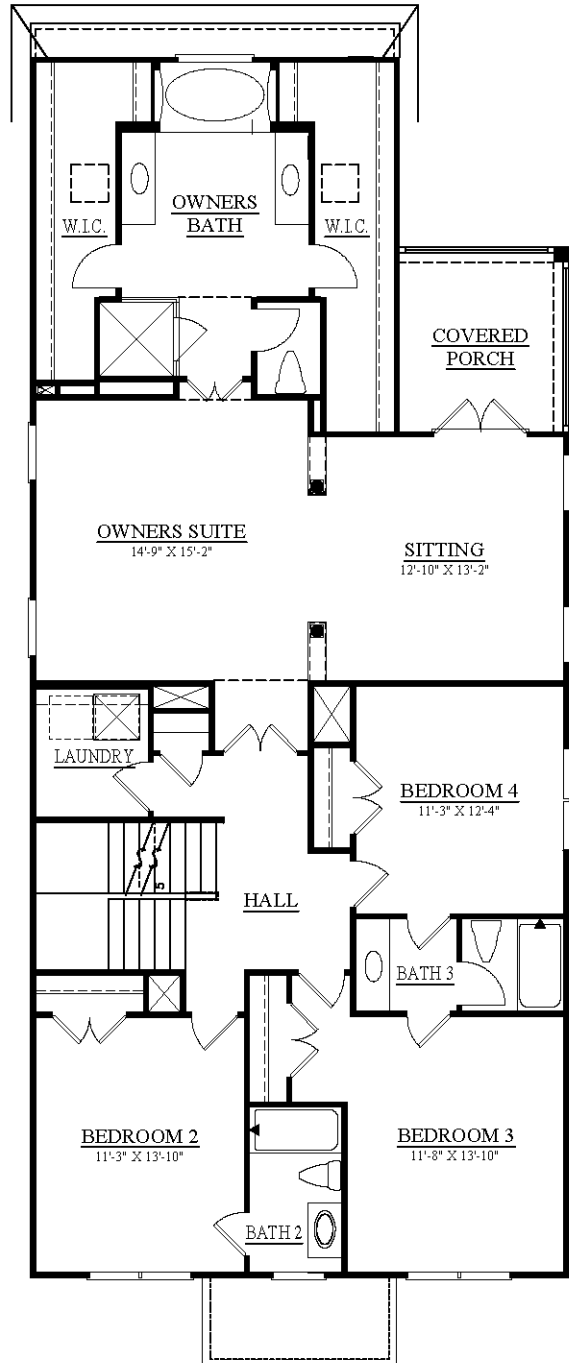 OWNERS
BATH
W.I.C.
W.I.C.
COVERED
PORCH
OWNERS SUITE
14'-9" X 15'-2"
SITTING
12'-10" X 13'-2"
LAUNDRY
BEDROOM 4
11'-3" X 12'-4"
5
HALL
BATH 3
BEDROOM 2
11'-3" X 13'-10"
BEDROOM 3
11'-8" X 13'-10"
BATH 2